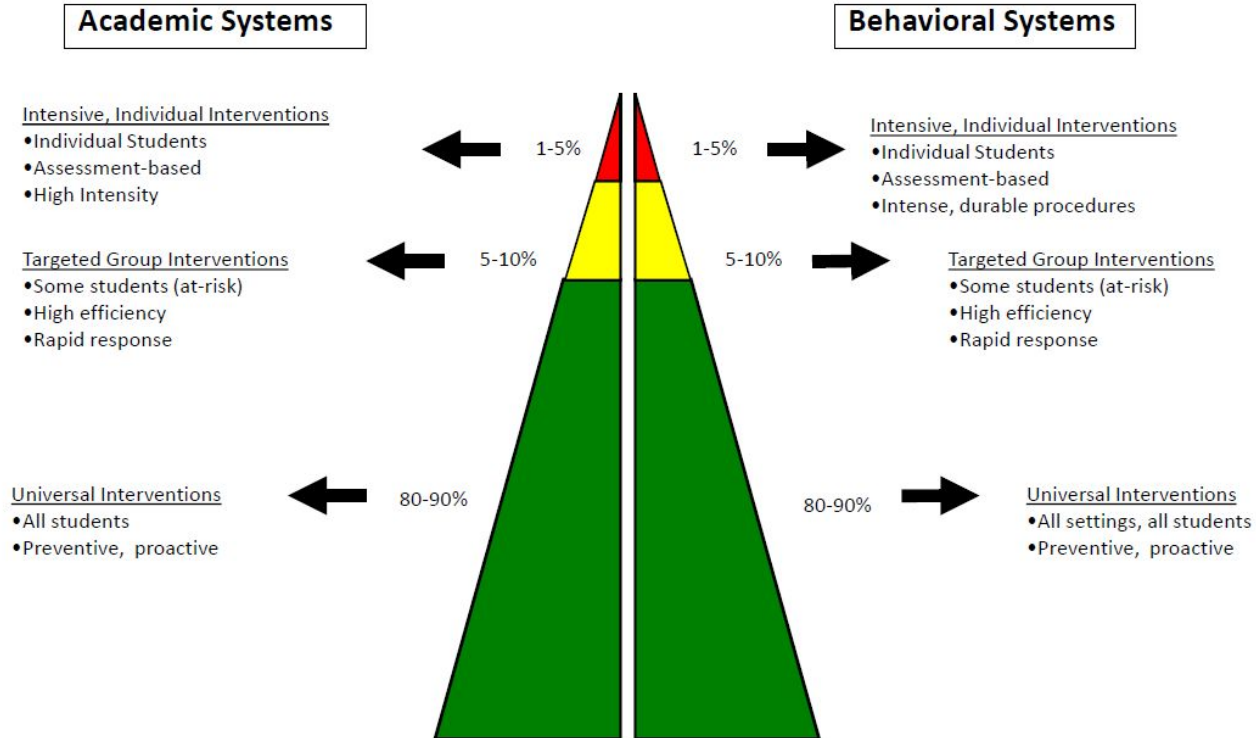 Academic Systems
Behavioral Systems
Intensive, Individual Interventions
•Individual Students
•Assessment-based
•High Intensity
1-5%
1-5%
Intensive, Individual Interventions
•Individual Students
•Assessment-based
•Intense, durable procedures
Targeted Group Interventions
•Some students (at-risk)
•High efficiency
•Rapid response
5-10%
5-10%
Targeted Group Interventions
•Some students (at-risk)
•High efficiency
•Rapid response
Universal Interventions
•All students
•Preventive, proactive
80-90%
80-90%
Universal Interventions
•All settings, all students
•Preventive, proactive